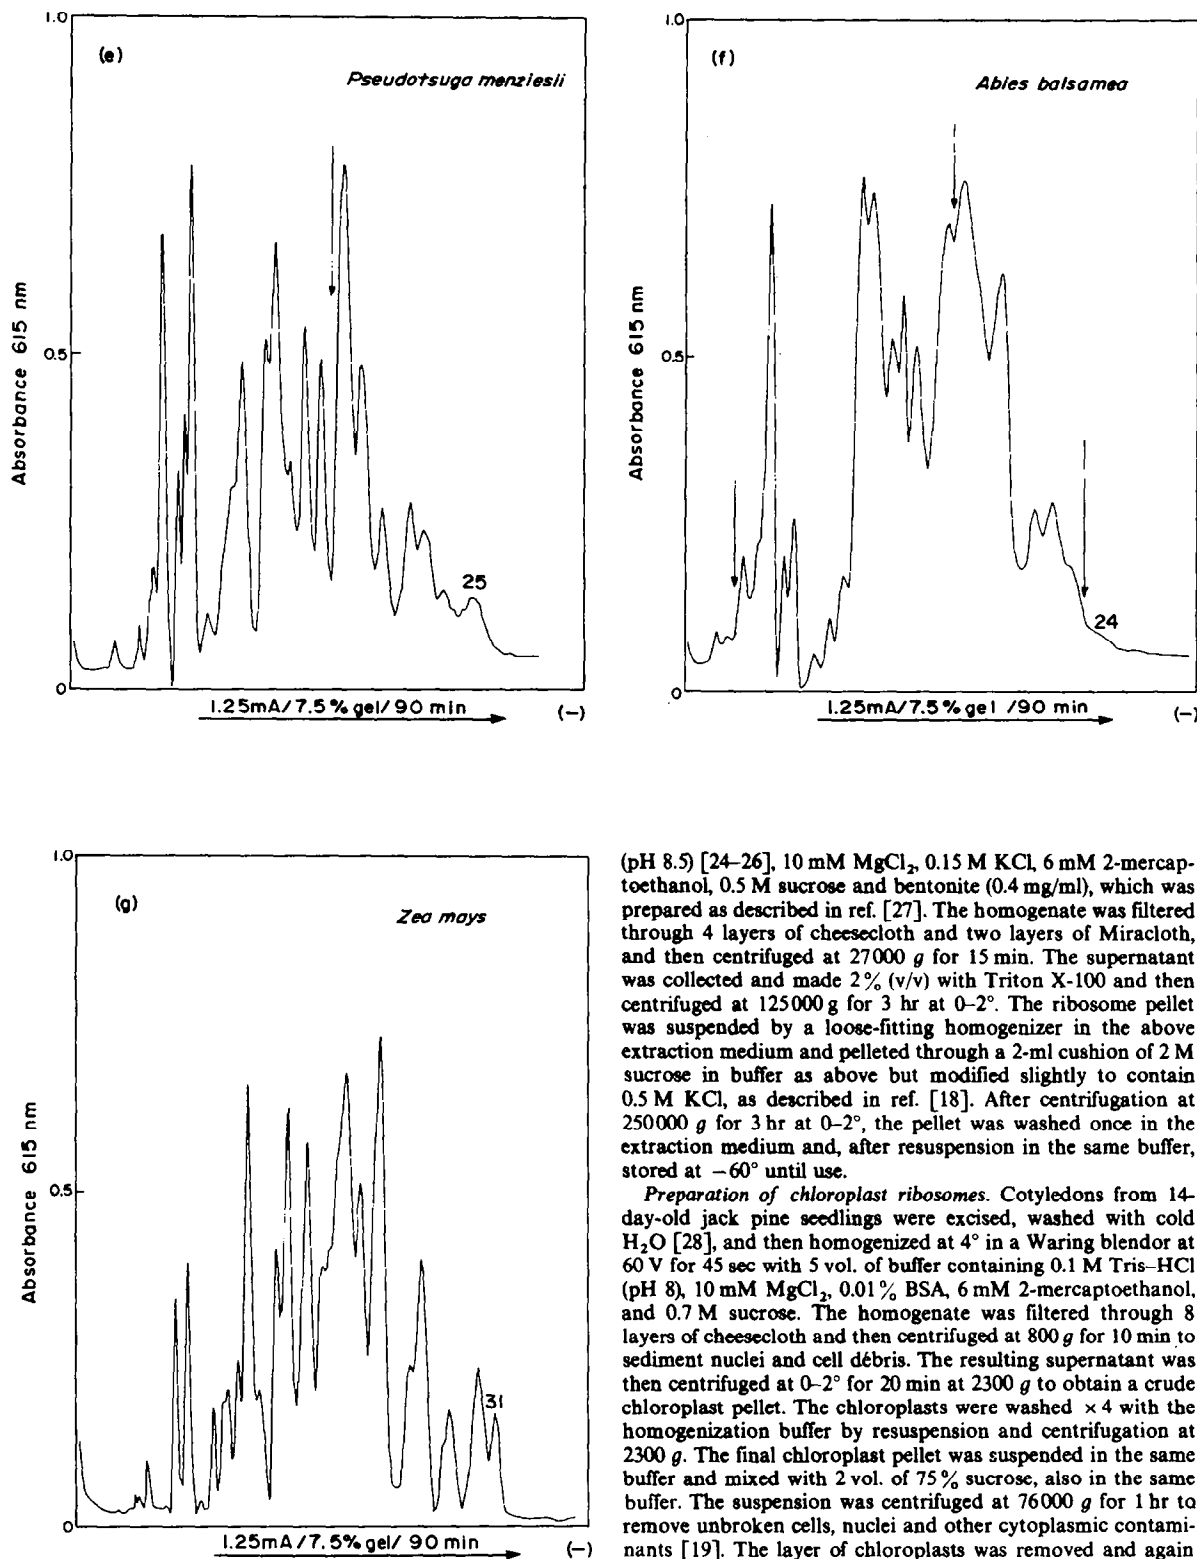 1.0
(e)
Pseudotsuga menziesii
Absorbance 615 nm
0.5
25
0
1.25mA/7.5% gel/90 min
(−)
1.0
(f)
Abies balsamea
Absorbance 615 nm
0.5
24
0
1.25mA/7.5% gel /90 min
(−)
1.0
(g)
Zea mays
Absorbance 615 nm
0.5
31
0
1.25mA/7.5% gel/90 min
(−)
(pH 8.5) [24–26], 10 mM MgCl₂, 0.15 M KCl, 6 mM 2-mercap-
toethanol, 0.5 M sucrose and bentonite (0.4 mg/ml), which was
prepared as described in ref. [27]. The homogenate was filtered
through 4 layers of cheesecloth and two layers of Miracloth,
and then centrifuged at 27000 g for 15 min. The supernatant
was collected and made 2% (v/v) with Triton X-100 and then
centrifuged at 125000 g for 3 hr at 0–2°. The ribosome pellet
was suspended by a loose-fitting homogenizer in the above
extraction medium and pelleted through a 2-ml cushion of 2 M
sucrose in buffer as above but modified slightly to contain
0.5 M KCl, as described in ref. [18]. After centrifugation at
250000 g for 3 hr at 0–2°, the pellet was washed once in the
extraction medium and, after resuspension in the same buffer,
stored at −60° until use.
Preparation of chloroplast ribosomes. Cotyledons from 14-
day-old jack pine seedlings were excised, washed with cold
H₂O [28], and then homogenized at 4° in a Waring blendor at
60 V for 45 sec with 5 vol. of buffer containing 0.1 M Tris–HCl
(pH 8), 10 mM MgCl₂, 0.01% BSA, 6 mM 2-mercaptoethanol,
and 0.7 M sucrose. The homogenate was filtered through 8
layers of cheesecloth and then centrifuged at 800 g for 10 min to
sediment nuclei and cell débris. The resulting supernatant was
then centrifuged at 0–2° for 20 min at 2300 g to obtain a crude
chloroplast pellet. The chloroplasts were washed ×4 with the
homogenization buffer by resuspension and centrifugation at
2300 g. The final chloroplast pellet was suspended in the same
buffer and mixed with 2 vol. of 75% sucrose, also in the same
buffer. The suspension was centrifuged at 76000 g for 1 hr to
remove unbroken cells, nuclei and other cytoplasmic contami-
nants [19]. The layer of chloroplasts was removed and again